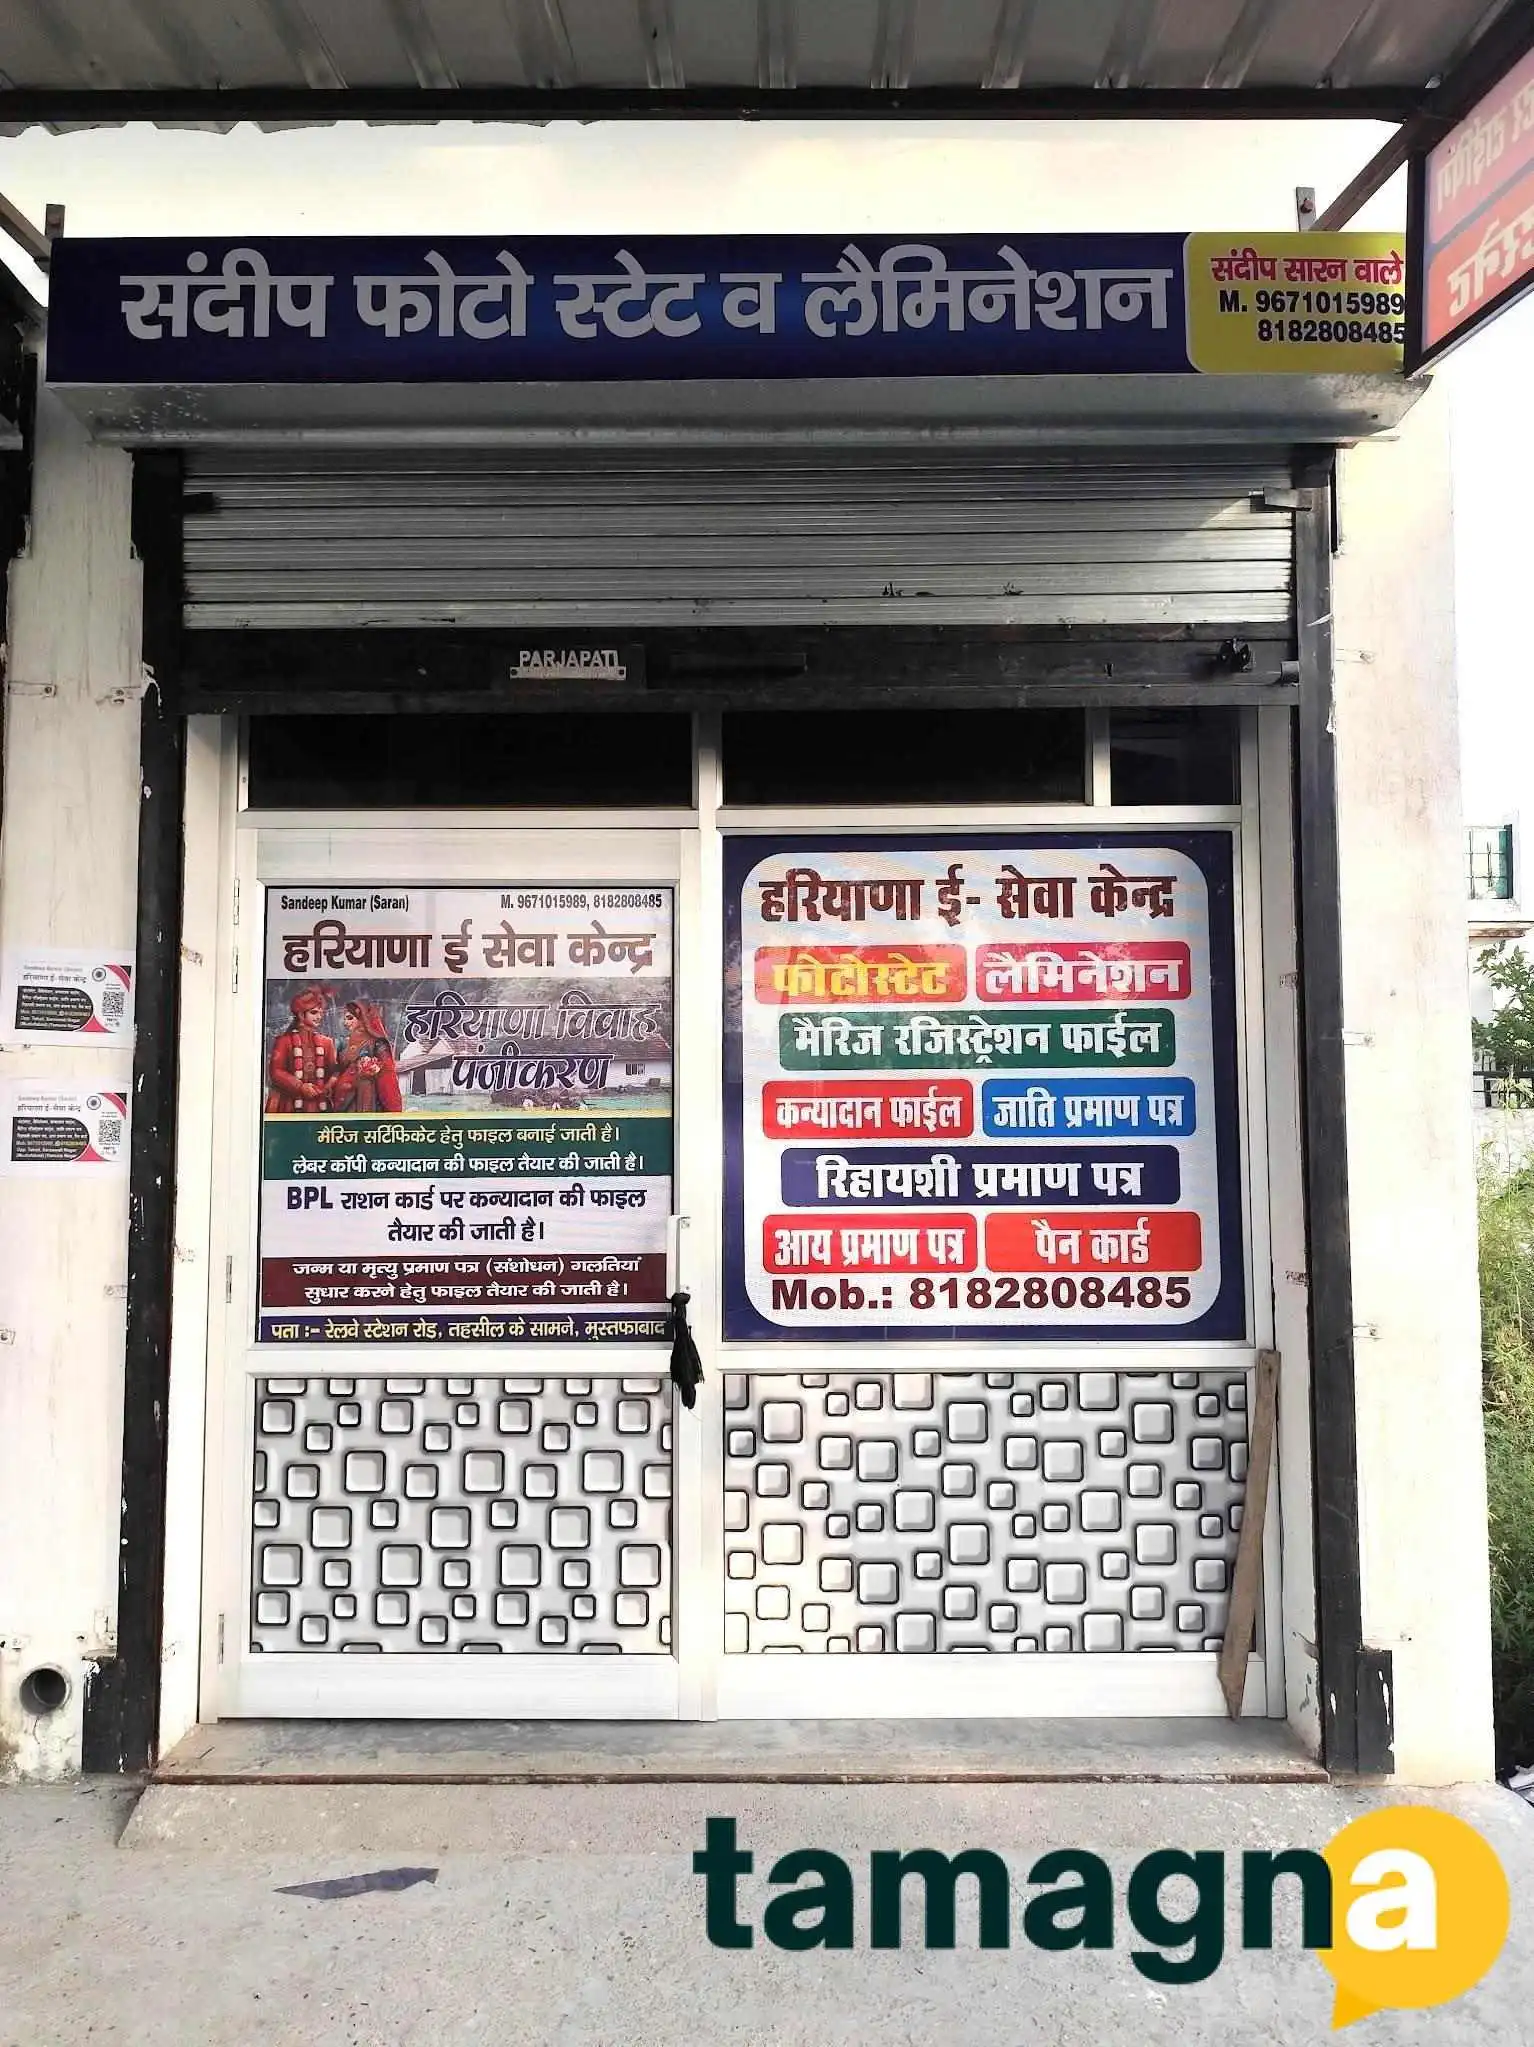 संदीप फोटो स्टेट व लैमिनेशन
संदीप सारन वाले
M. 9671015989
8182808485
PARJAPATI
Sandeep Kumar (Saran) M. 9671015989, 8182808485
हरियाणा ई सेवा केन्द्र
हरियाणा विवाह
पंजीकरण
मैरिज सर्टिफिकेट हेतु फाइल बनाई जाती है।
लेबर कॉपी कन्यादान की फाइल तैयार की जाती है।
BPL राशन कार्ड पर कन्यादान की फाइल
तैयार की जाती है।
जन्म या मृत्यु प्रमाण पत्र (संशोधन) गलतियां
सुधार करने हेतु फाइल तैयार की जाती है।
पता :- रेलवे स्टेशन रोड, तहसील के सामने, मुस्तफाबाद
हरियाणा ई- सेवा केन्द्र
फोटोस्टेट लैमिनेशन
मैरिज रजिस्ट्रेशन फाईल
कन्यादान फाईल जाति प्रमाण पत्र
रिहायशी प्रमाण पत्र
आय प्रमाण पत्र पैन कार्ड
Mob.: 8182808485
हरियाणा ई-सेवा केन्द्र
हरियाणा ई-सेवा केन्द्र
tamagna